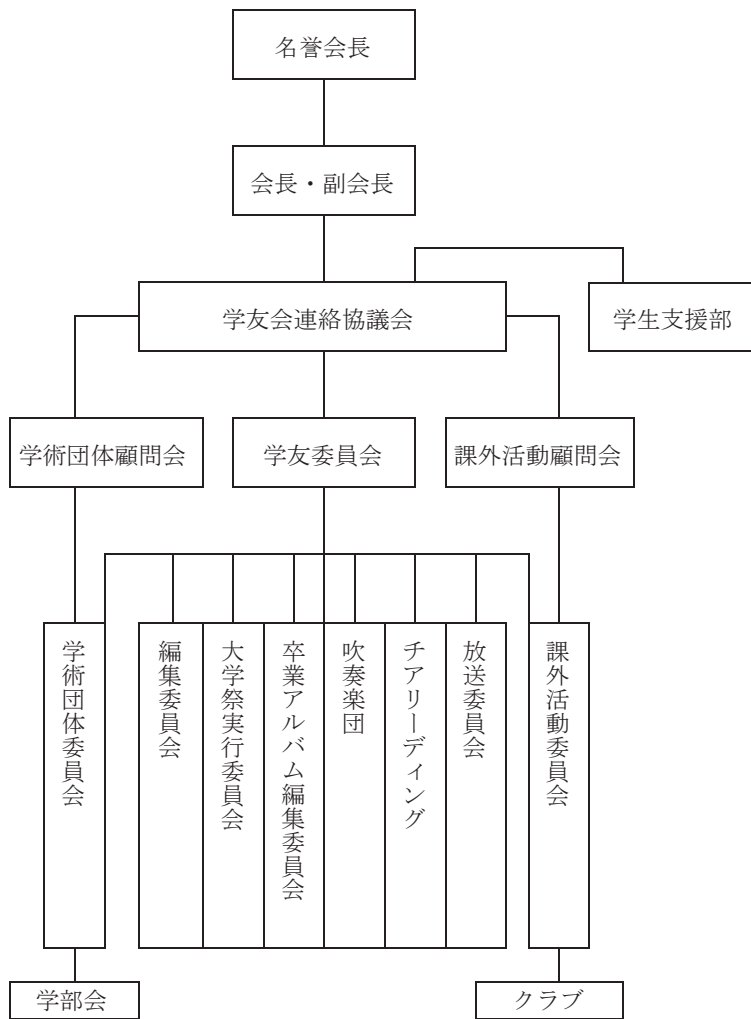 名誉会長
会長・副会長
学友会連絡協議会
学生支援部
学術団体顧問会
学友委員会
課外活動顧問会
学術団体委員会
編集委員会
大学祭実行委員会
卒業アルバム編集委員会
吹奏楽団
チアリーディング
放送委員会
課外活動委員会
学部会
クラブ